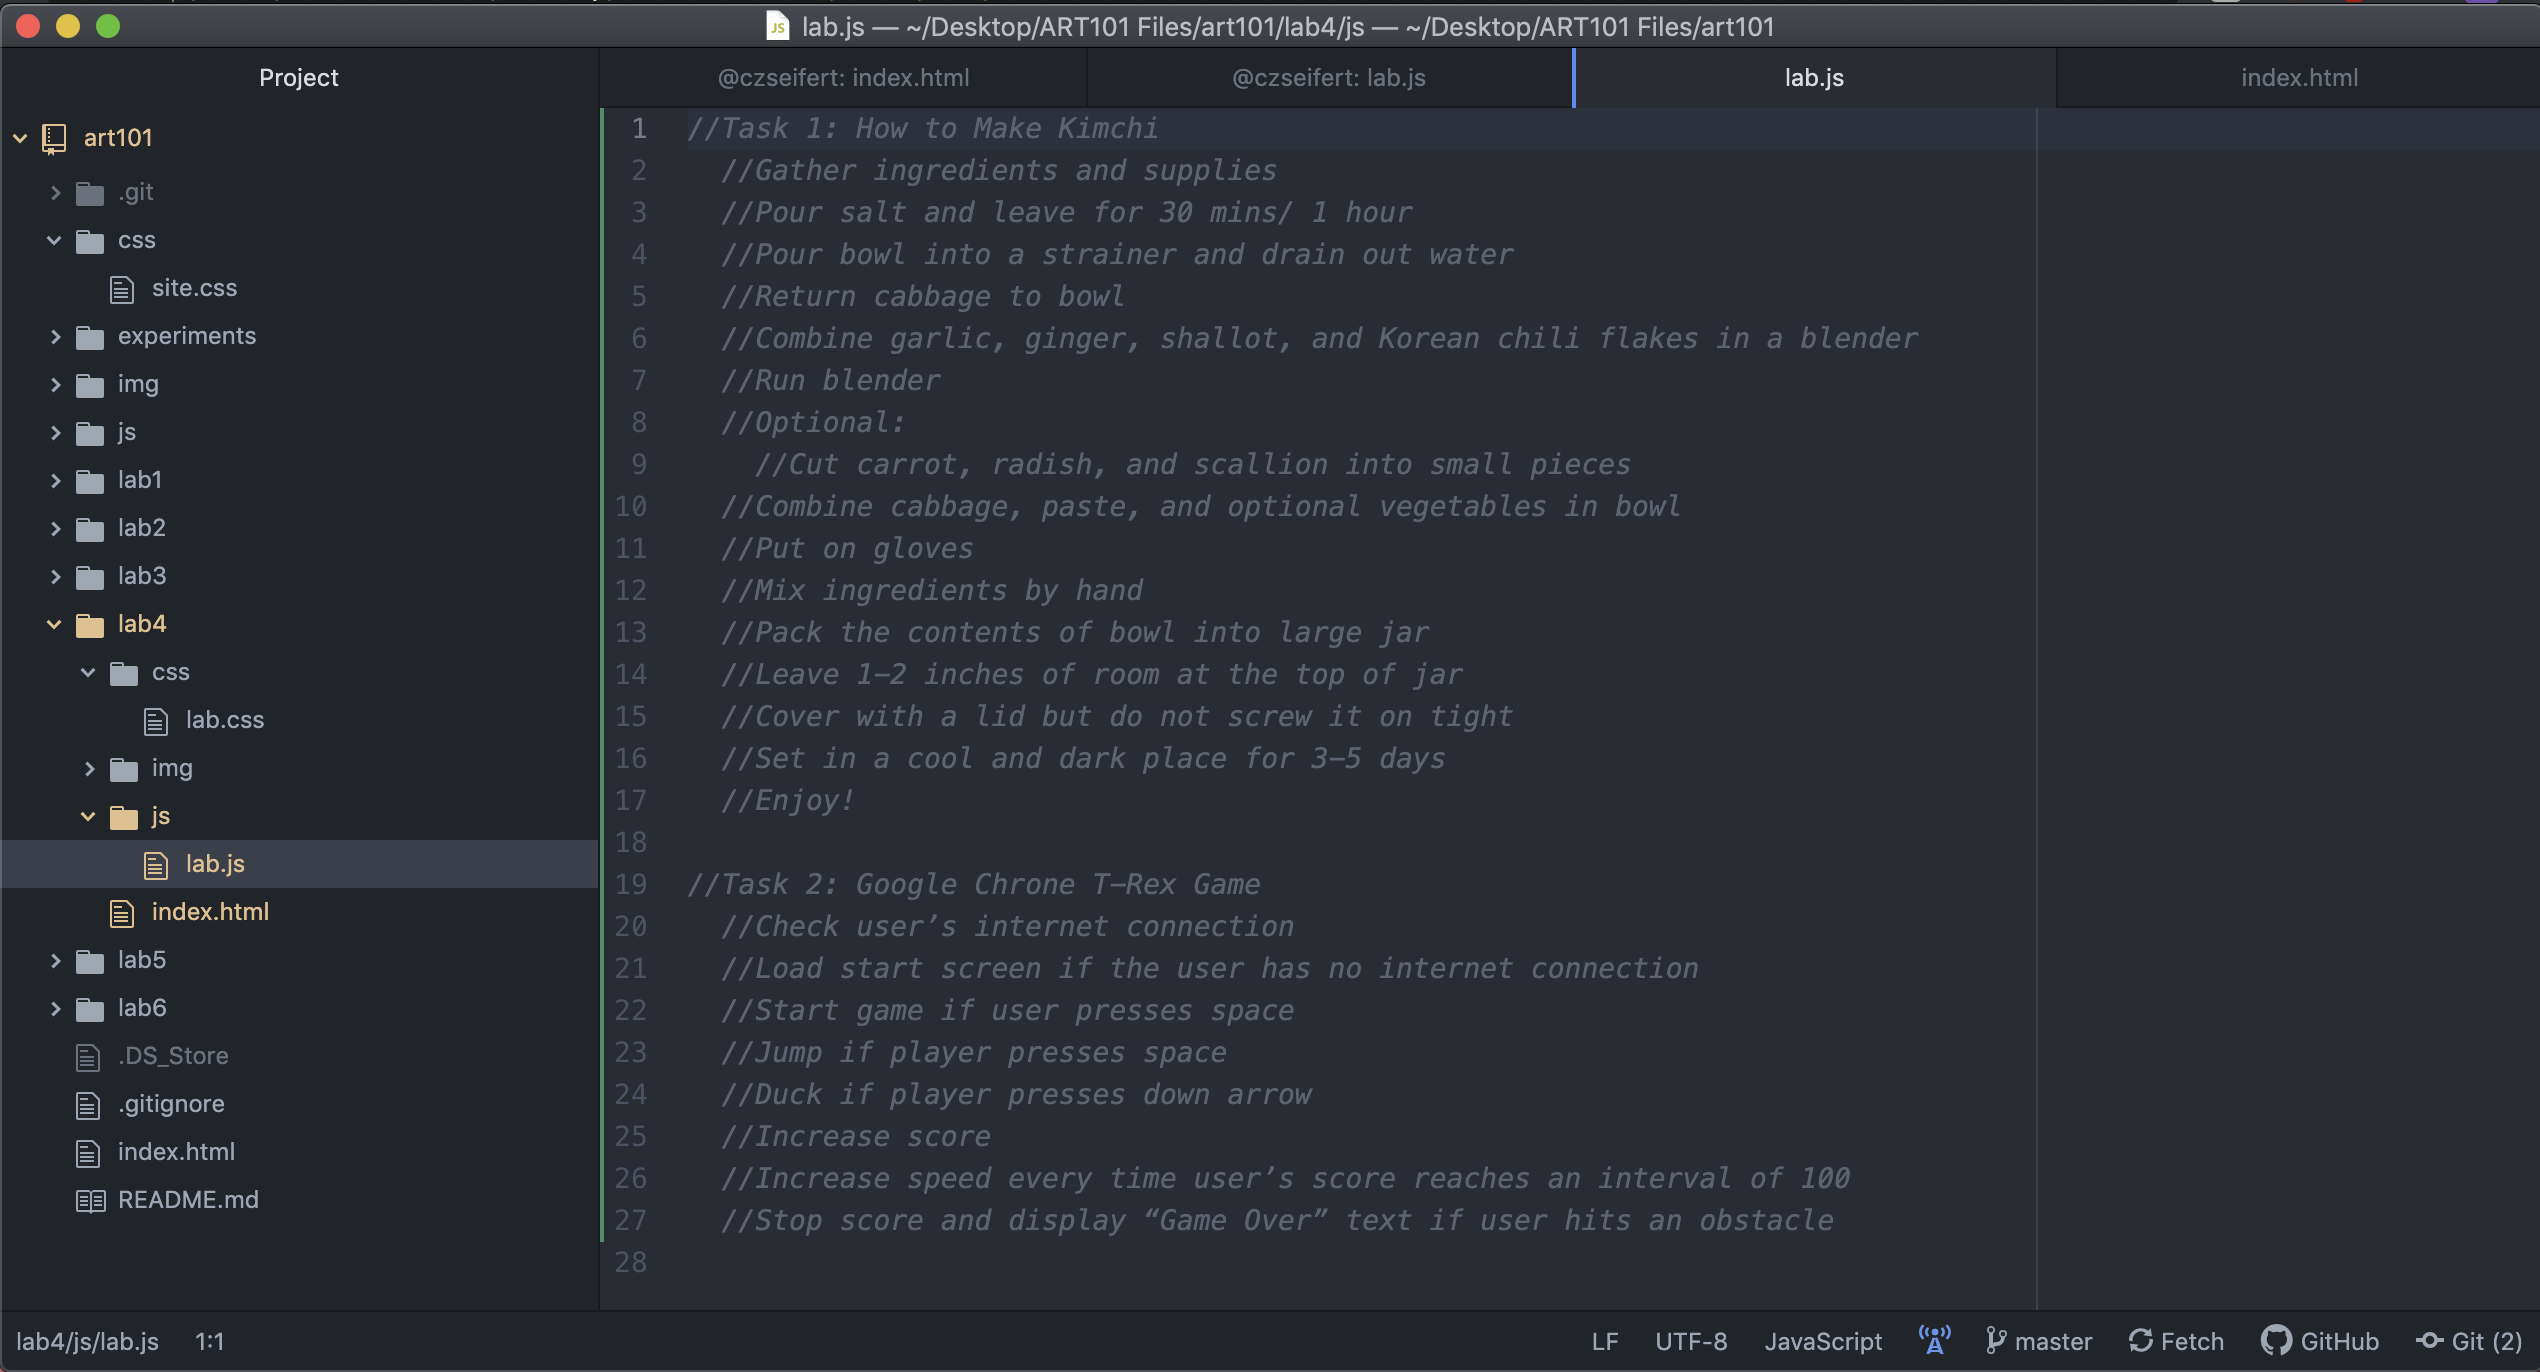 lab.js — ~/Desktop/ART101 Files/art101/lab4/js — ~/Desktop/ART101 Files/art101
Project
@czseifert: index.html
@czseifert: lab.js
lab.js
index.html
art101
.git
css
site.css
experiments
img
js
lab1
lab2
lab3
lab4
css
lab.css
img
js
lab.js
index.html
lab5
lab6
.DS_Store
.gitignore
index.html
README.md
1 //Task 1: How to Make Kimchi
2 //Gather ingredients and supplies
3 //Pour salt and leave for 30 mins/ 1 hour
4 //Pour bowl into a strainer and drain out water
5 //Return cabbage to bowl
6 //Combine garlic, ginger, shallot, and Korean chili flakes in a blender
7 //Run blender
8 //Optional:
9 //Cut carrot, radish, and scallion into small pieces
10 //Combine cabbage, paste, and optional vegetables in bowl
11 //Put on gloves
12 //Mix ingredients by hand
13 //Pack the contents of bowl into large jar
14 //Leave 1–2 inches of room at the top of jar
15 //Cover with a lid but do not screw it on tight
16 //Set in a cool and dark place for 3–5 days
17 //Enjoy!
18
19 //Task 2: Google Chrone T–Rex Game
20 //Check user’s internet connection
21 //Load start screen if the user has no internet connection
22 //Start game if user presses space
23 //Jump if player presses space
24 //Duck if player presses down arrow
25 //Increase score
26 //Increase speed every time user’s score reaches an interval of 100
27 //Stop score and display “Game Over” text if user hits an obstacle
28
lab4/js/lab.js 1:1 LF UTF-8 JavaScript master Fetch GitHub Git (2)